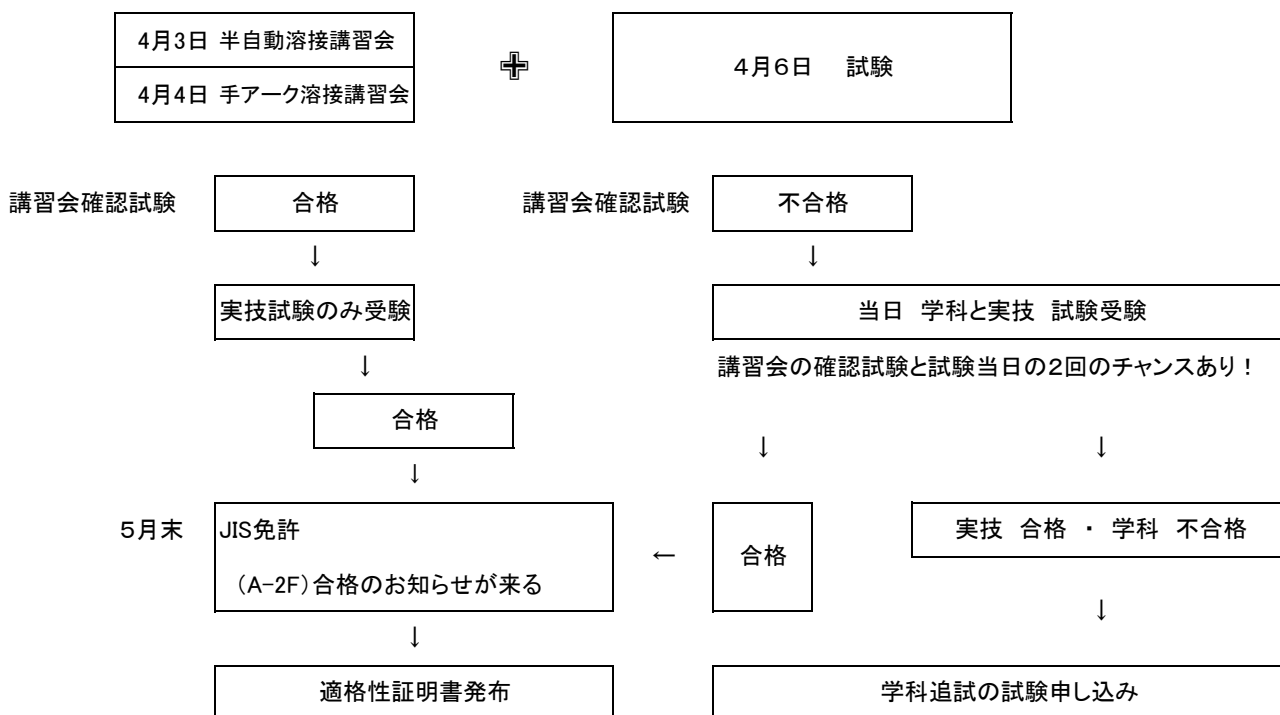 4月3日 半自動溶接講習会
4月4日 手アーク溶接講習会
4月6日 試験
講習会確認試験 合格
講習会確認試験 不合格
↓ ↓
実技試験のみ受験
当日 学科と実技 試験受験
↓
講習会の確認試験と試験当日の2回のチャンスあり!
合格
↓ ↓
↓
5月末
JIS免許
(A-2F)合格のお知らせが来る
←
合格
実技 合格 ・ 学科 不合格
↓ ↓
適格性証明書発布
学科追試の試験申し込み